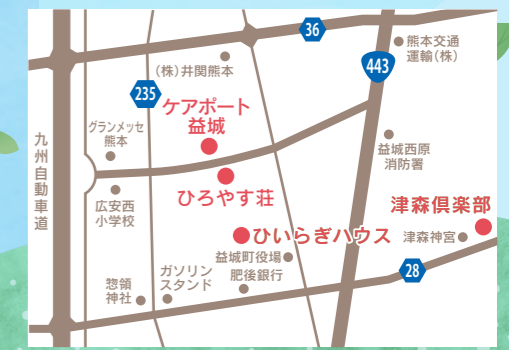 36
熊本交通
運輸(株)
(株)井関熊本
443
235
ケアポート
益城
グランメッセ
熊本
九州自動車道
益城西原
消防署
ひろやす荘
広安西
小学校
津森倶楽部
ひいらぎハウス
津森神宮
益城町役場
28
ガソリン
スタンド
肥後銀行
惣領
神社